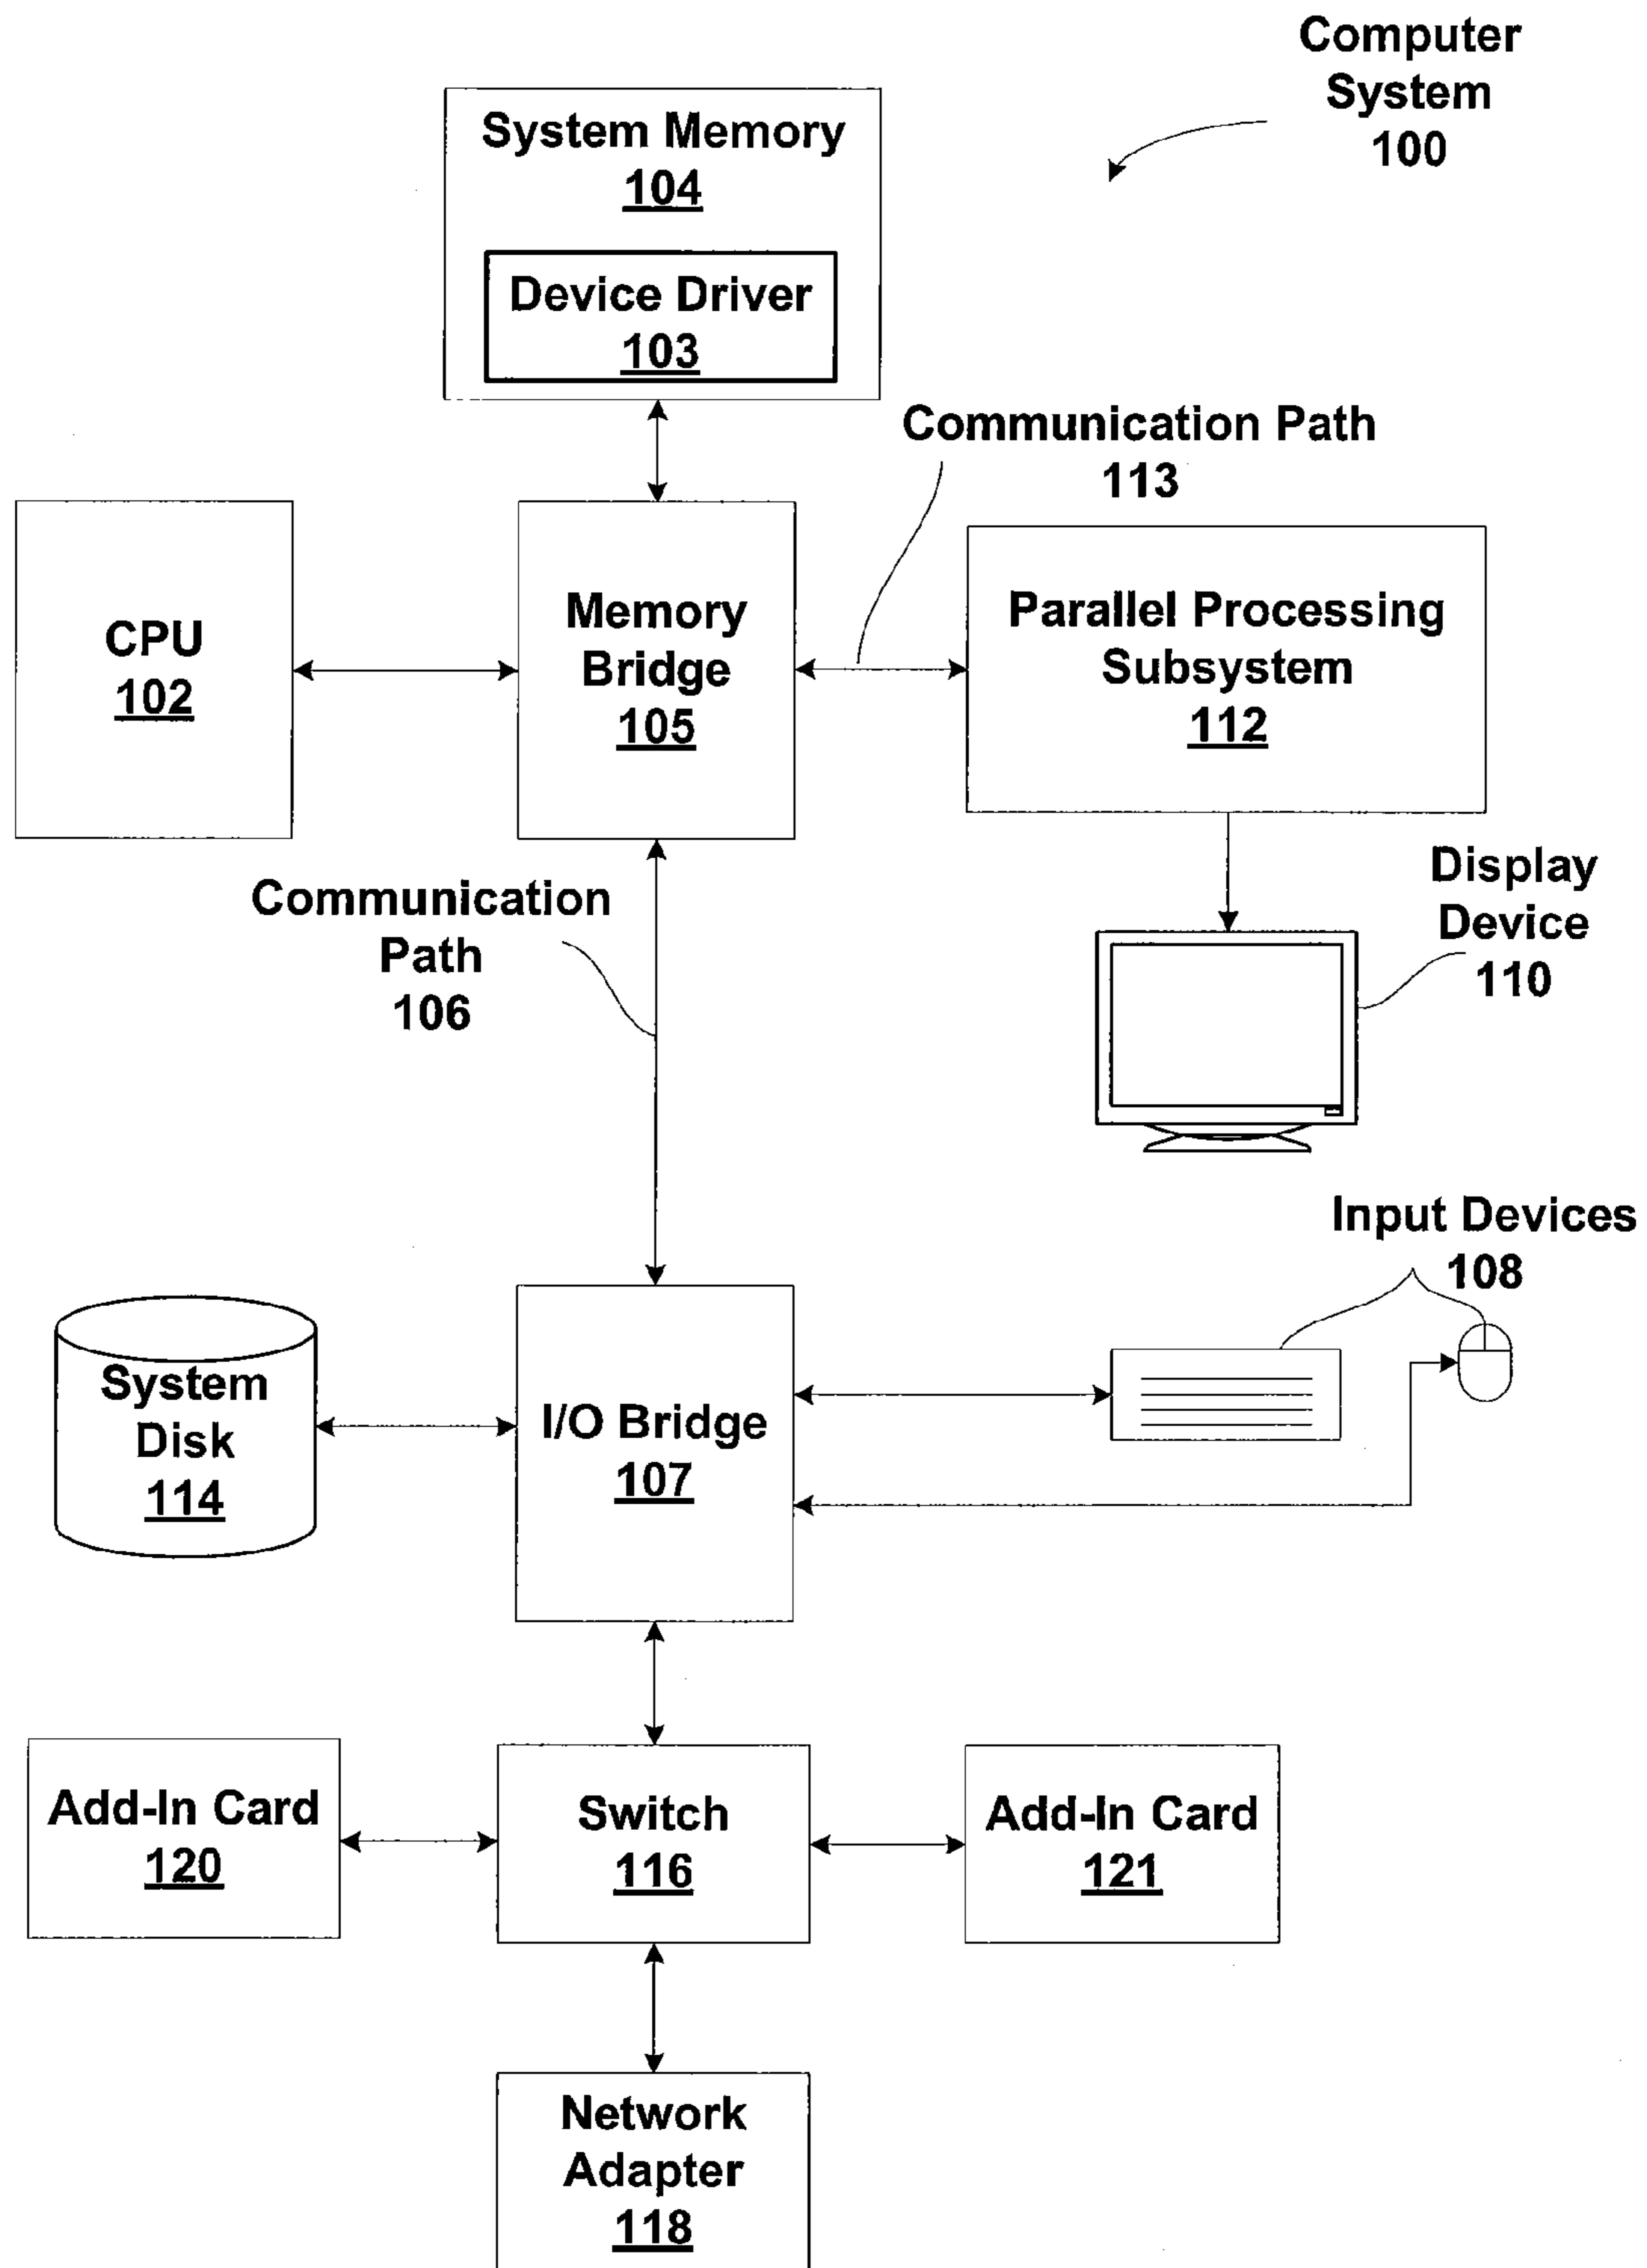 Computer
System
100
System Memory
104
Device Driver
103
Communication Path
113
CPU
102
Memory
Bridge
105
Parallel Processing
Subsystem
112
Communication
Path
106
Display
Device
110
Input Devices
108
System
Disk
114
I/O Bridge
107
Add-In Card
120
Switch
116
Add-In Card
121
Network
Adapter
118